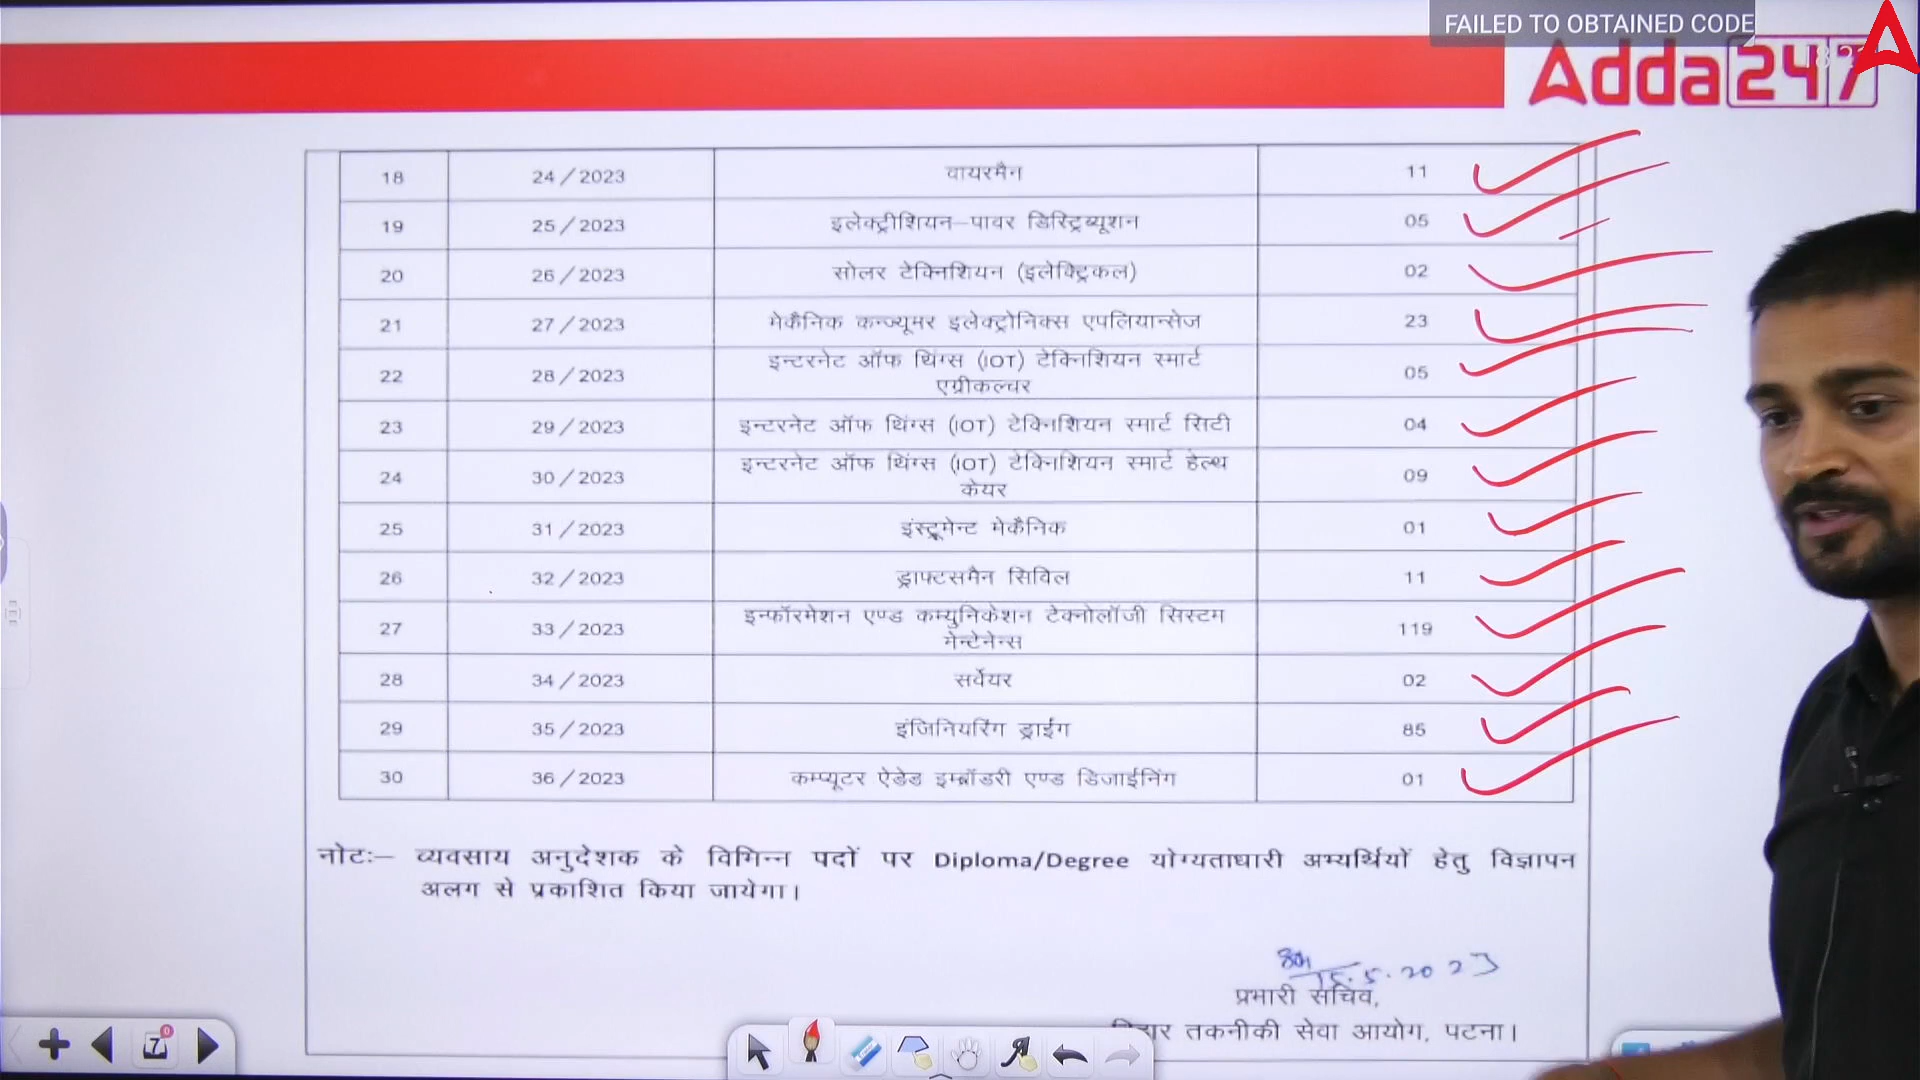 FAILED TO OBTAINED CODE
Adda247
18 24/2023 वायरमैन 11
19 25/2023 इलेक्ट्रीशियन–पावर डिस्ट्रिब्यूशन 05
20 26/2023 सोलर टेक्निशियन (इलेक्ट्रिकल) 02
21 27/2023 मेकैनिक कन्ज्यूमर इलेक्ट्रोनिक्स एपलियान्सेज 23
22 28/2023 इन्टरनेट ऑफ थिंग्स (IOT) टेक्निशियन स्मार्ट
एग्रीकल्चर 05
23 29/2023 इन्टरनेट ऑफ थिंग्स (IOT) टेक्निशियन स्मार्ट सिटी 04
24 30/2023 इन्टरनेट ऑफ थिंग्स (IOT) टेक्निशियन स्मार्ट हेल्थ
केयर 09
25 31/2023 इंस्ट्रूमेन्ट मेकैनिक 01
26 32/2023 ड्राफ्टसमैन सिविल 11
27 33/2023 इन्फॉरमेशन एण्ड कम्युनिकेशन टेक्नोलॉजी सिस्टम
मेन्टेनेन्स 119
28 34/2023 सर्वेयर 02
29 35/2023 इंजिनियरिंग ड्राईंग 85
30 36/2023 कम्प्यूटर ऐडेड इम्ब्रॉडरी एण्ड डिजाईनिंग 01
नोटः– व्यवसाय अनुदेशक के विभिन्न पदों पर Diploma/Degree योग्यताधारी अभ्यर्थियों हेतु विज्ञापन
अलग से प्रकाशित किया जायेगा।
15.5.2023
प्रभारी सचिव,
तकनीकी सेवा आयोग, पटना।
7
0